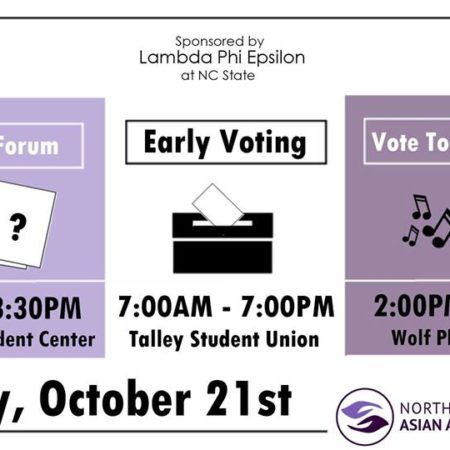 Sponsored by
Lambda Phi Epsilon
at NC State
Forum
?
:30PM
dent Center
Early Voting
7:00AM - 7:00PM
Talley Student Union
Vote To
2:00PM
Wolf Pl
y, October 21st
NORTH
ASIAN A